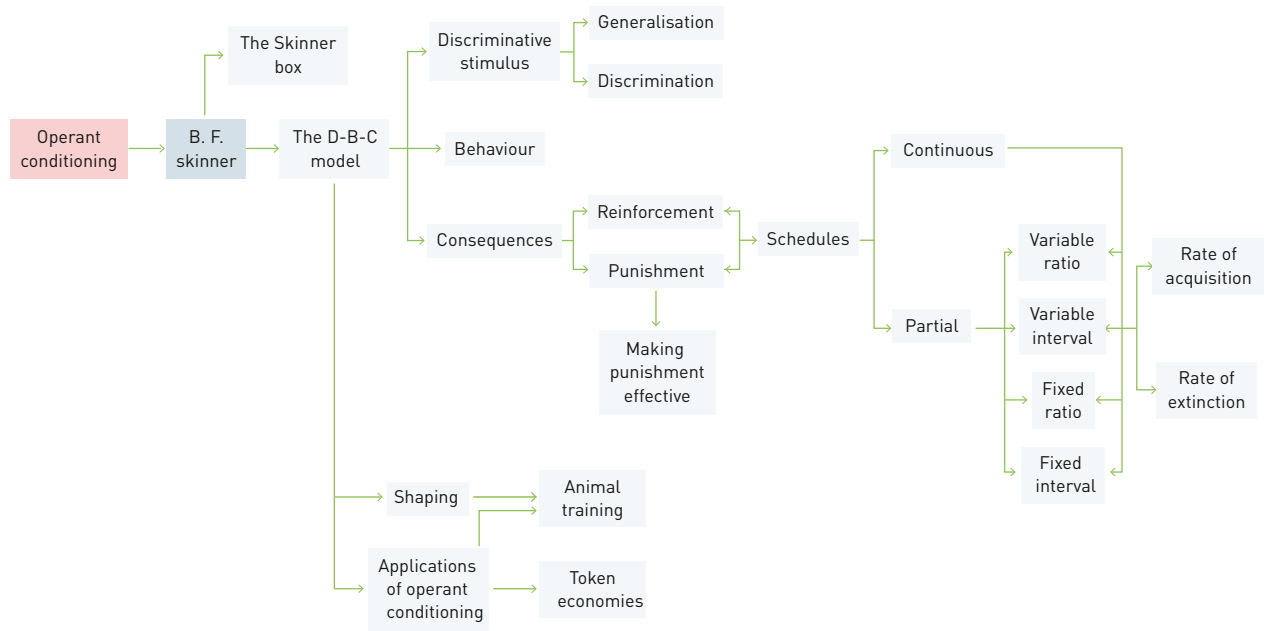 Operant
conditioning
B. F.
skinner
The Skinner
box
The D-B-C
model
Discriminative
stimulus
Generalisation
Discrimination
Behaviour
Consequences
Reinforcement
Punishment
Making
punishment
effective
Schedules
Continuous
Partial
Variable
ratio
Variable
interval
Fixed
ratio
Fixed
interval
Rate of
acquisition
Rate of
extinction
Shaping
Animal
training
Applications
of operant
conditioning
Token
economies